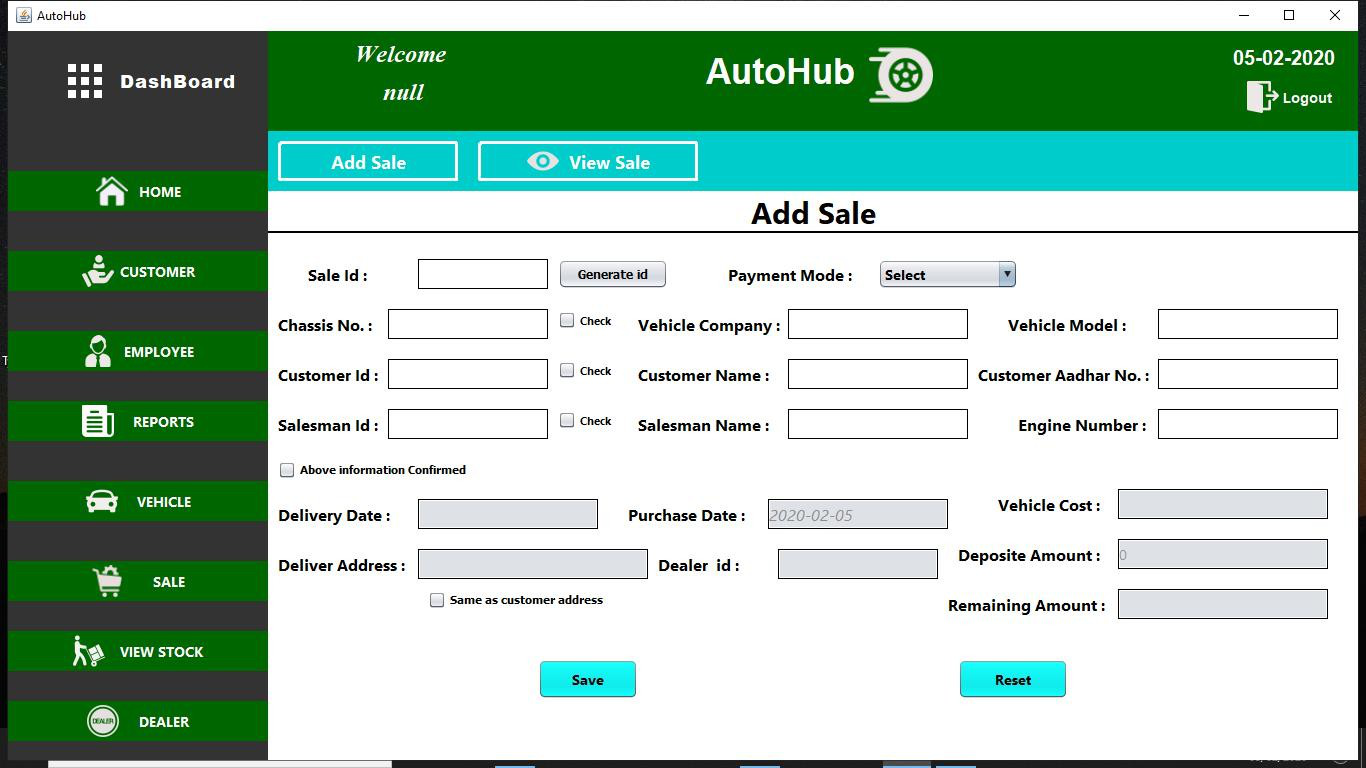 AutoHub
DashBoard
Welcome
null
AutoHub
05-02-2020
Logout
Add Sale
View Sale
HOME
CUSTOMER
EMPLOYEE
REPORTS
VEHICLE
SALE
VIEW STOCK
DEALER
DEALER
Add Sale
Sale Id :
Generate id
Payment Mode :
Select
Chassis No. :
Check
Vehicle Company :
Vehicle Model :
Customer Id :
Check
Customer Name :
Customer Aadhar No. :
Salesman Id :
Check
Salesman Name :
Engine Number :
Above information Confirmed
Delivery Date :
Purchase Date :
2020-02-05
Vehicle Cost :
Deliver Address :
Dealer id :
Deposite Amount :
0
Same as customer address
Remaining Amount :
Save
Reset